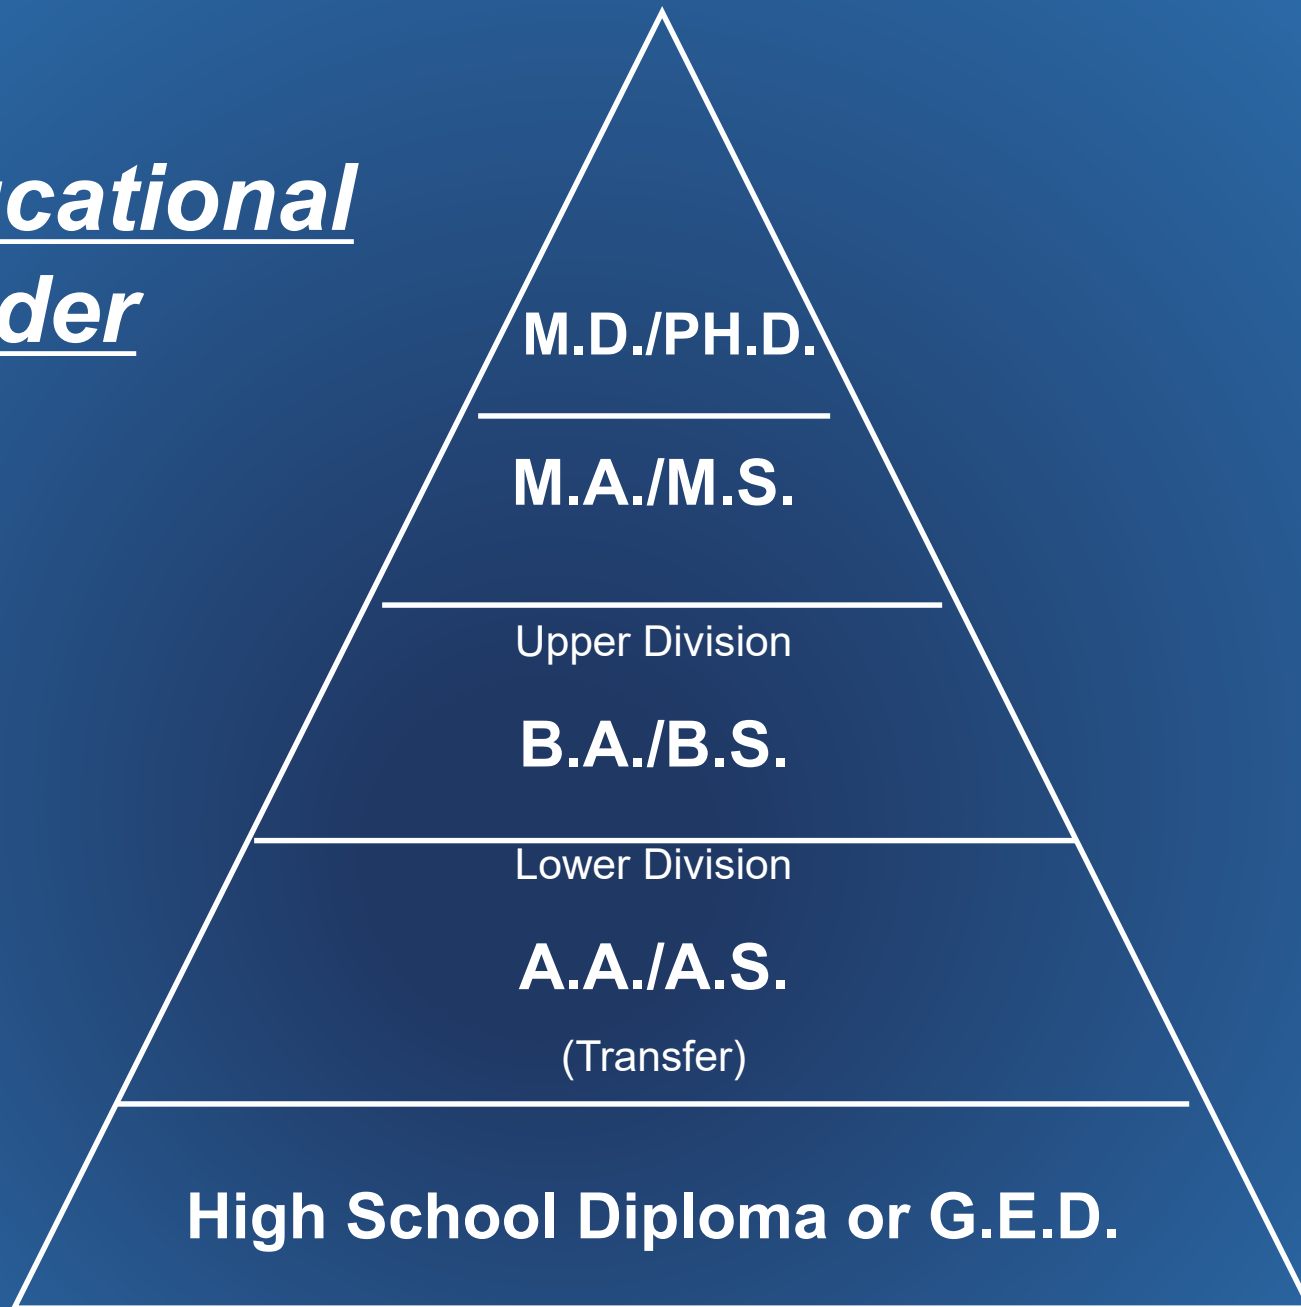 ucational
der
M.D./PH.D.
M.A./M.S.
Upper Division
B.A./B.S.
Lower Division
A.A./A.S.
(Transfer)
High School Diploma or G.E.D.